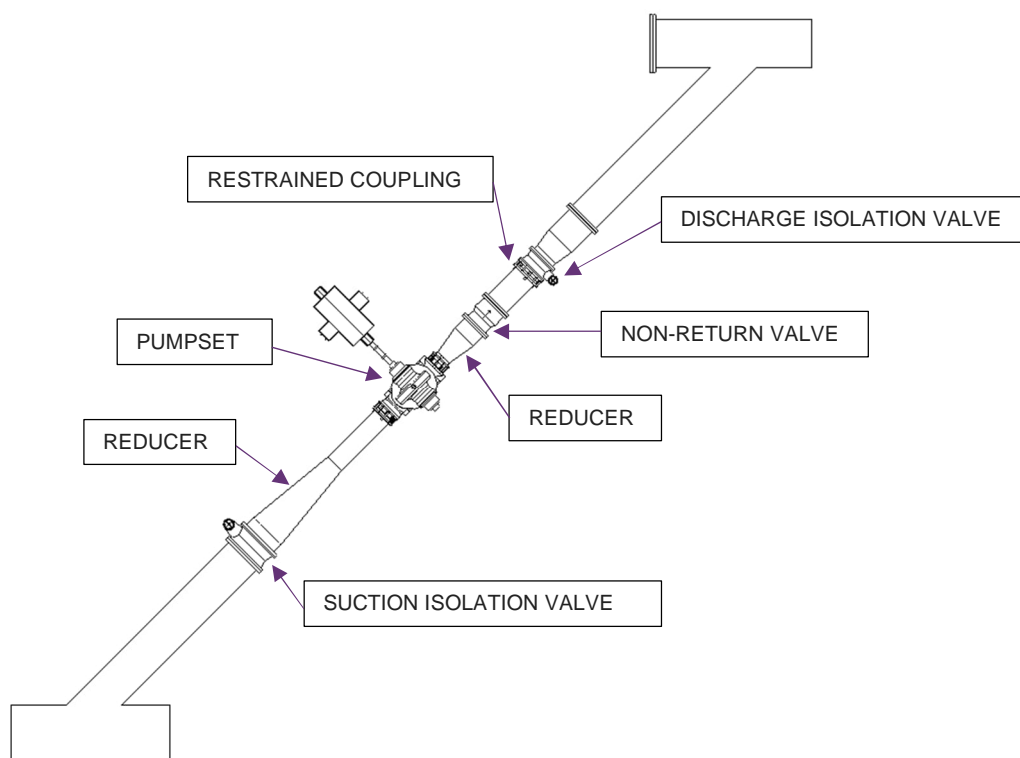 RESTRAINED COUPLING
DISCHARGE ISOLATION VALVE
PUMPSET
NON-RETURN VALVE
REDUCER
REDUCER
SUCTION ISOLATION VALVE